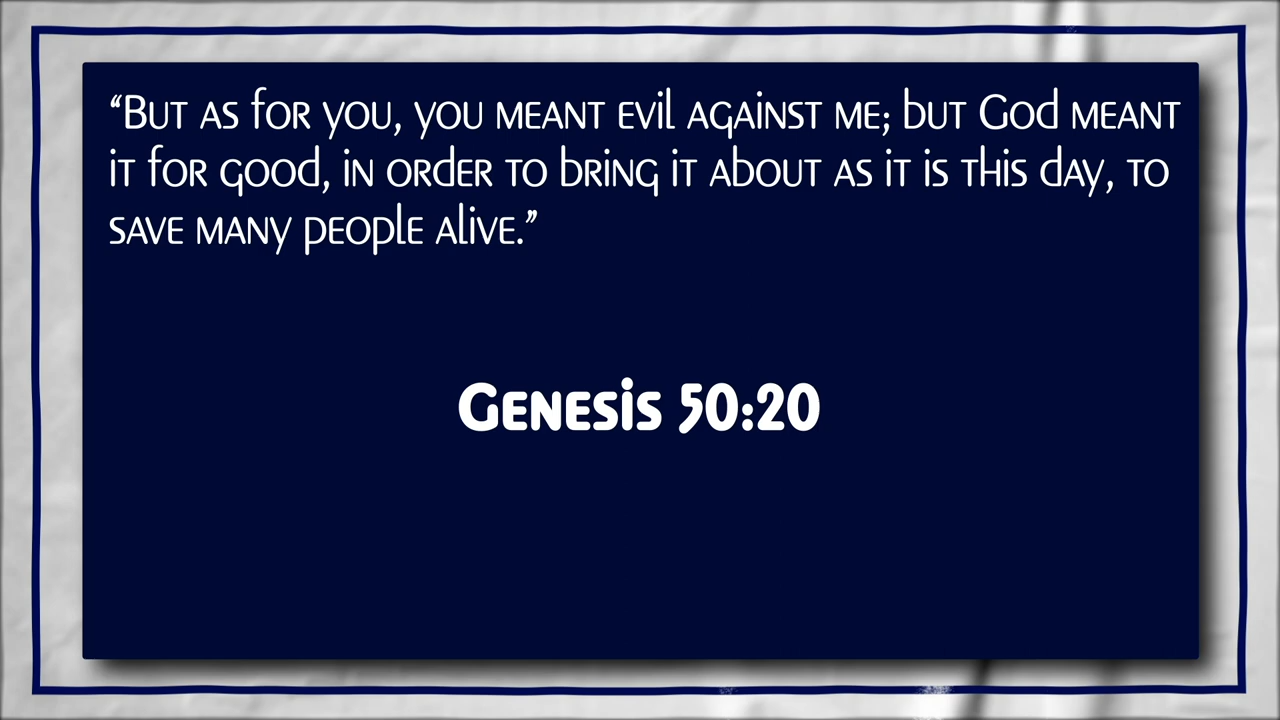 “But as for you, you meant evil against me; but God meant
it for good, in order to bring it about as it is this day, to
save many people alive.”
Genesis 50:20